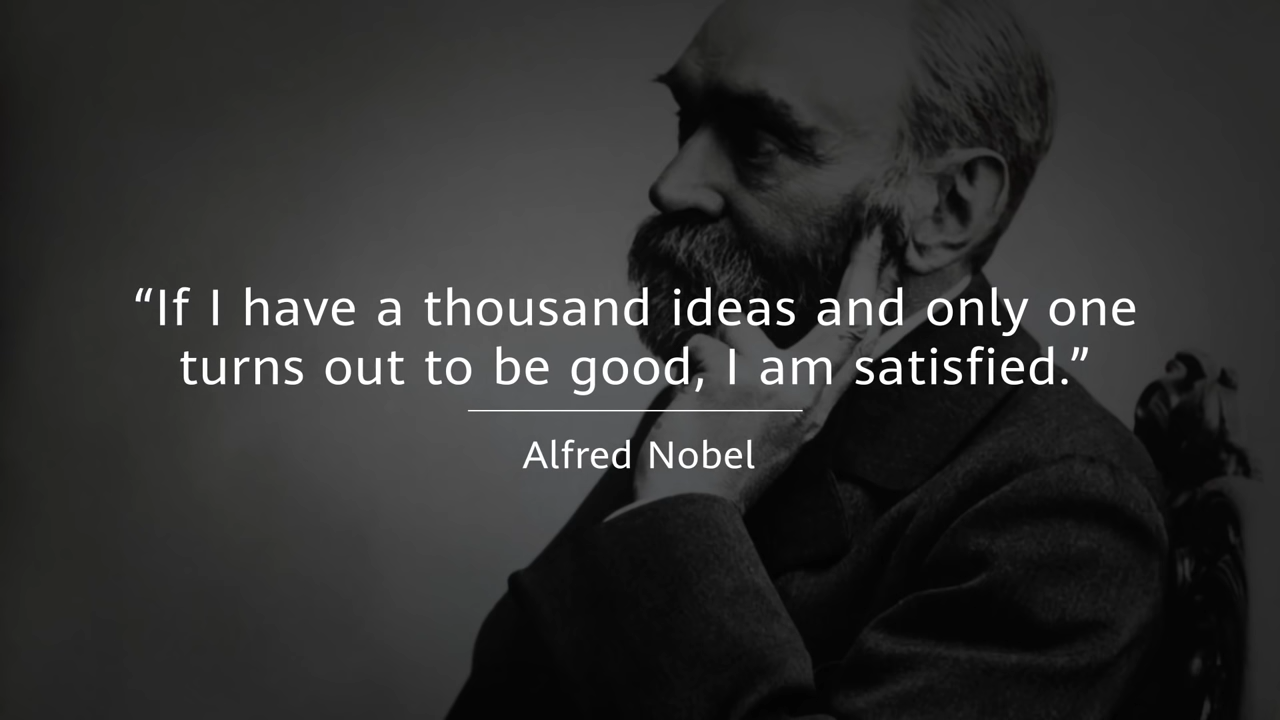 “If I have a thousand ideas and only one
turns out to be good, I am satisfied.”
Alfred Nobel